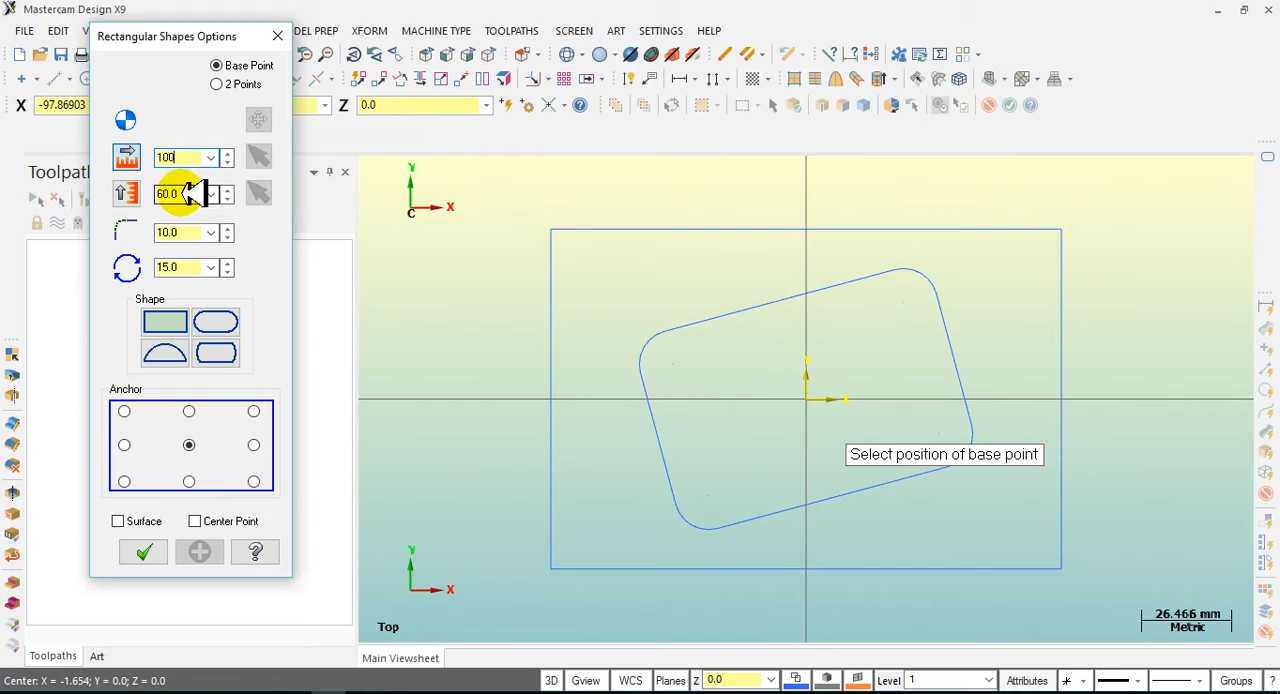 Mastercam Design X9
FILE EDIT
DEL PREP XFORM MACHINE TYPE TOOLPATHS SCREEN ART SETTINGS HELP
Rectangular Shapes Options
Base Point
2 Points
X -97.86903
Z 0.0
Toolpath
100
60.0
10.0
15.0
Shape
Anchor
Surface
Center Point
Y
X
C
Y
X
Select position of base point
Y
X
Top
26.466 mm
Metric
Toolpaths Art
Main Viewsheet
Center: X = -1.654; Y = 0.0; Z = 0.0
3D Gview WCS Planes Z 0.0 Level 1 Attributes Groups ?